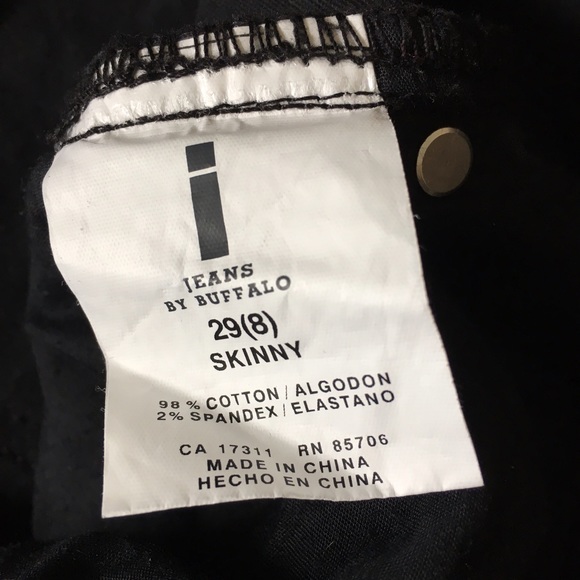 i
JEANS
BY BUFFALO
29(8)
SKINNY
98 % COTTON / ALGODON
2% SPANDEX / ELASTANO
CA 17311 RN 85706
MADE IN CHINA
HECHO EN CHINA